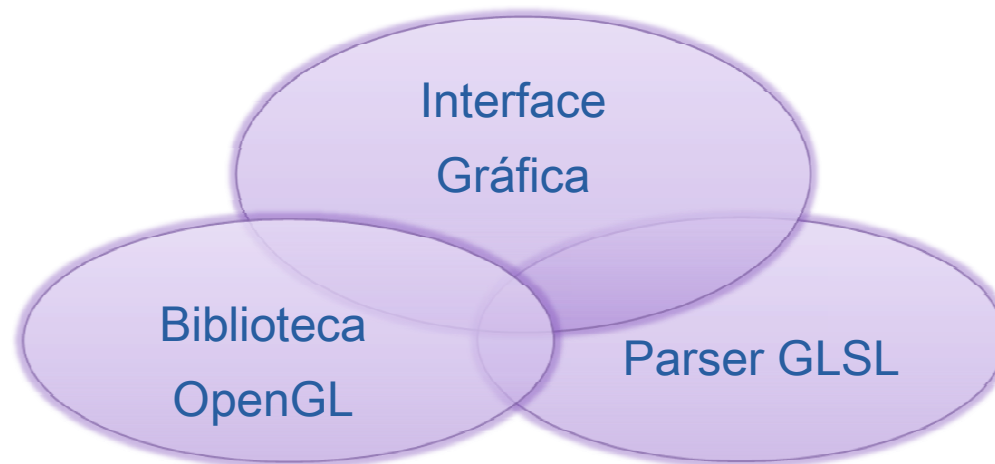 Interface
Gráfica
Biblioteca
OpenGL
Parser GLSL